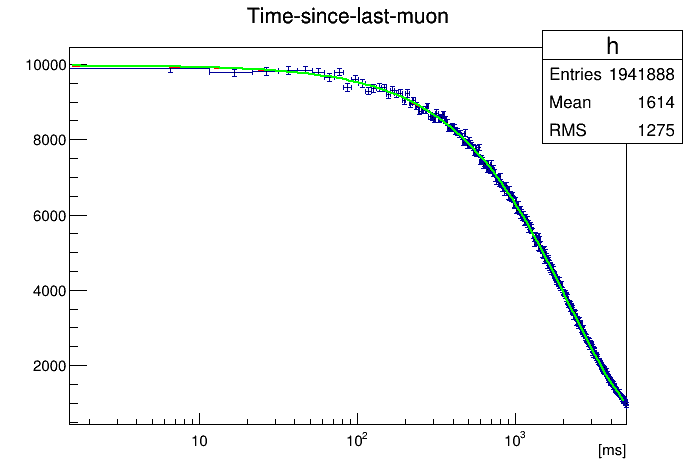 Time-since-last-muon
h
Entries 1941888
Mean 1614
RMS 1275
10000
8000
6000
4000
2000
10
10²
10³
[ms]